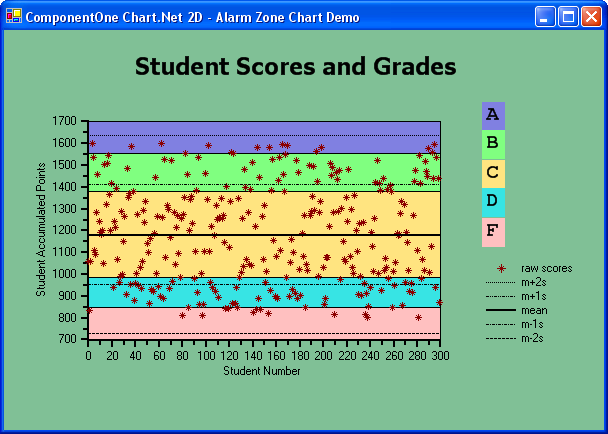 ComponentOne Chart.Net 2D - Alarm Zone Chart Demo
Student Scores and Grades
A
B
C
D
F
1700
1600
1500
1400
1300
1200
1100
1000
900
800
700
Student Accumulated Points
0 20 40 60 80 100 120 140 160 180 200 220 240 260 280 300
Student Number
raw scores
m+2s
m+1s
mean
m-1s
m-2s